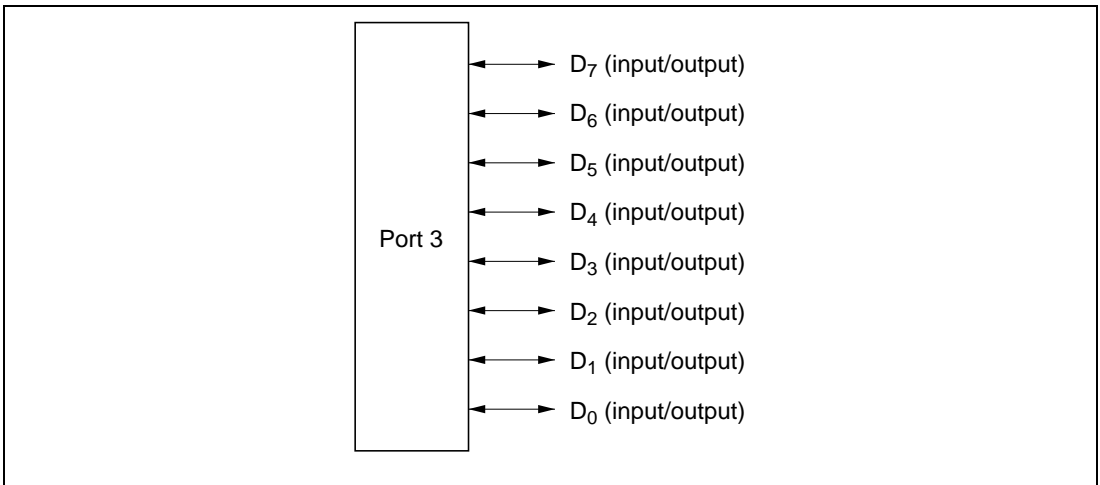 D₇ (input/output)
D₆ (input/output)
D₅ (input/output)
D₄ (input/output)
Port 3
D₃ (input/output)
D₂ (input/output)
D₁ (input/output)
D₀ (input/output)